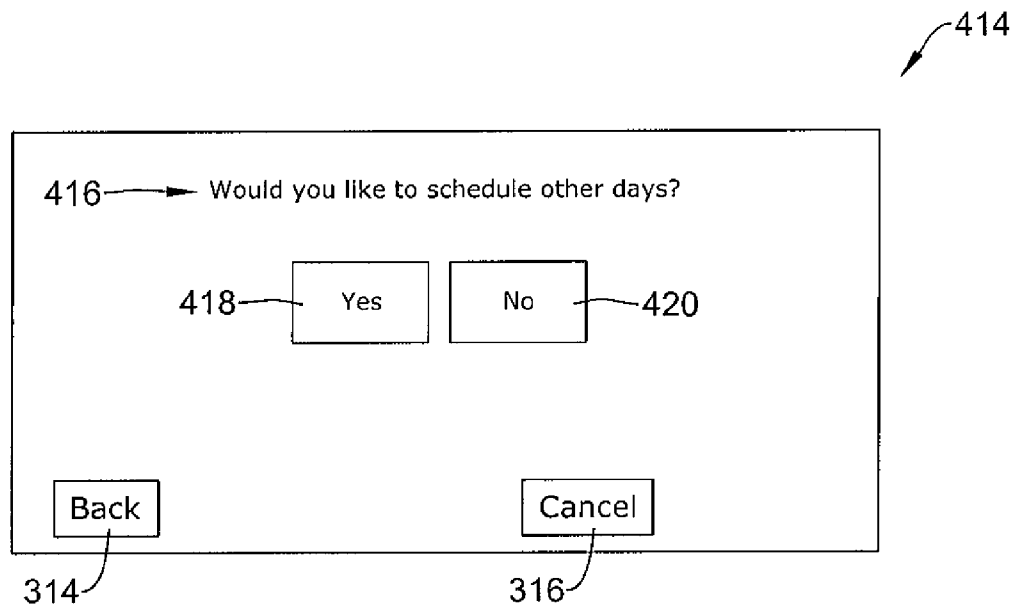 414
416 Would you like to schedule other days?
418 Yes No 420
Back Cancel
314 316